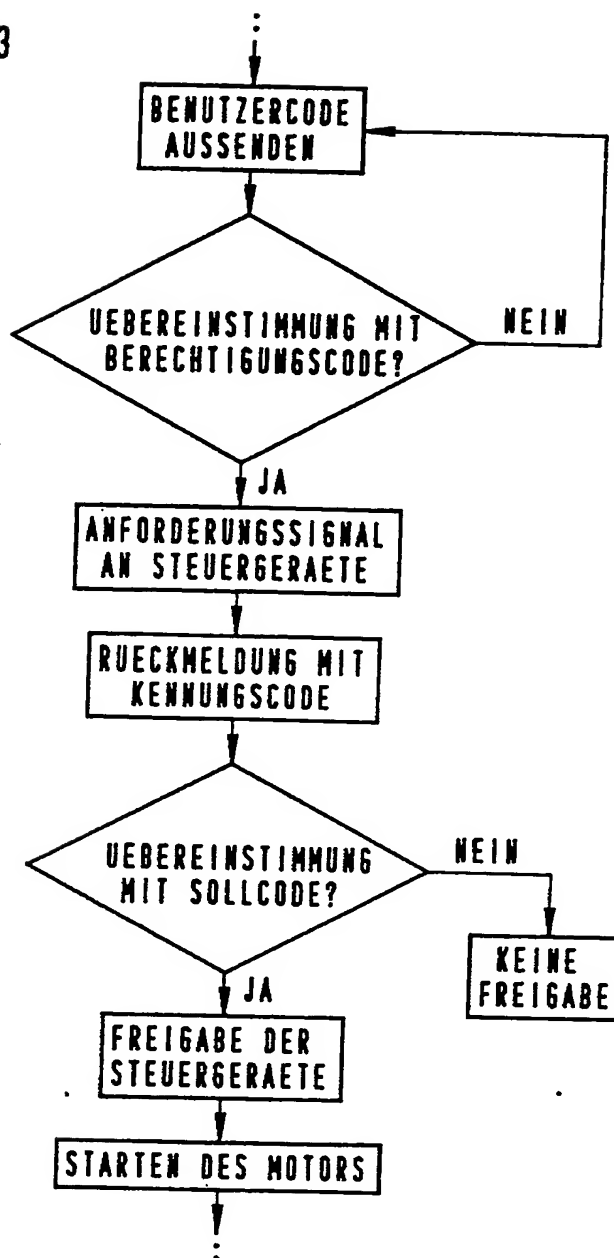 3
BENUTZERCODE
AUSSENDEN
UEBEREINSTIMMUNG MIT
BERECHTIGUNGSCODE?
NEIN
JA
ANFORDERUNGSSIGNAL
AN STEUERGERAETE
RUECKMELDUNG MIT
KENNUNGSCODE
UEBEREINSTIMMUNG
MIT SOLLCODE?
NEIN
KEINE
FREIGABE
JA
FREIGABE DER
STEUERGERAETE
STARTEN DES MOTORS